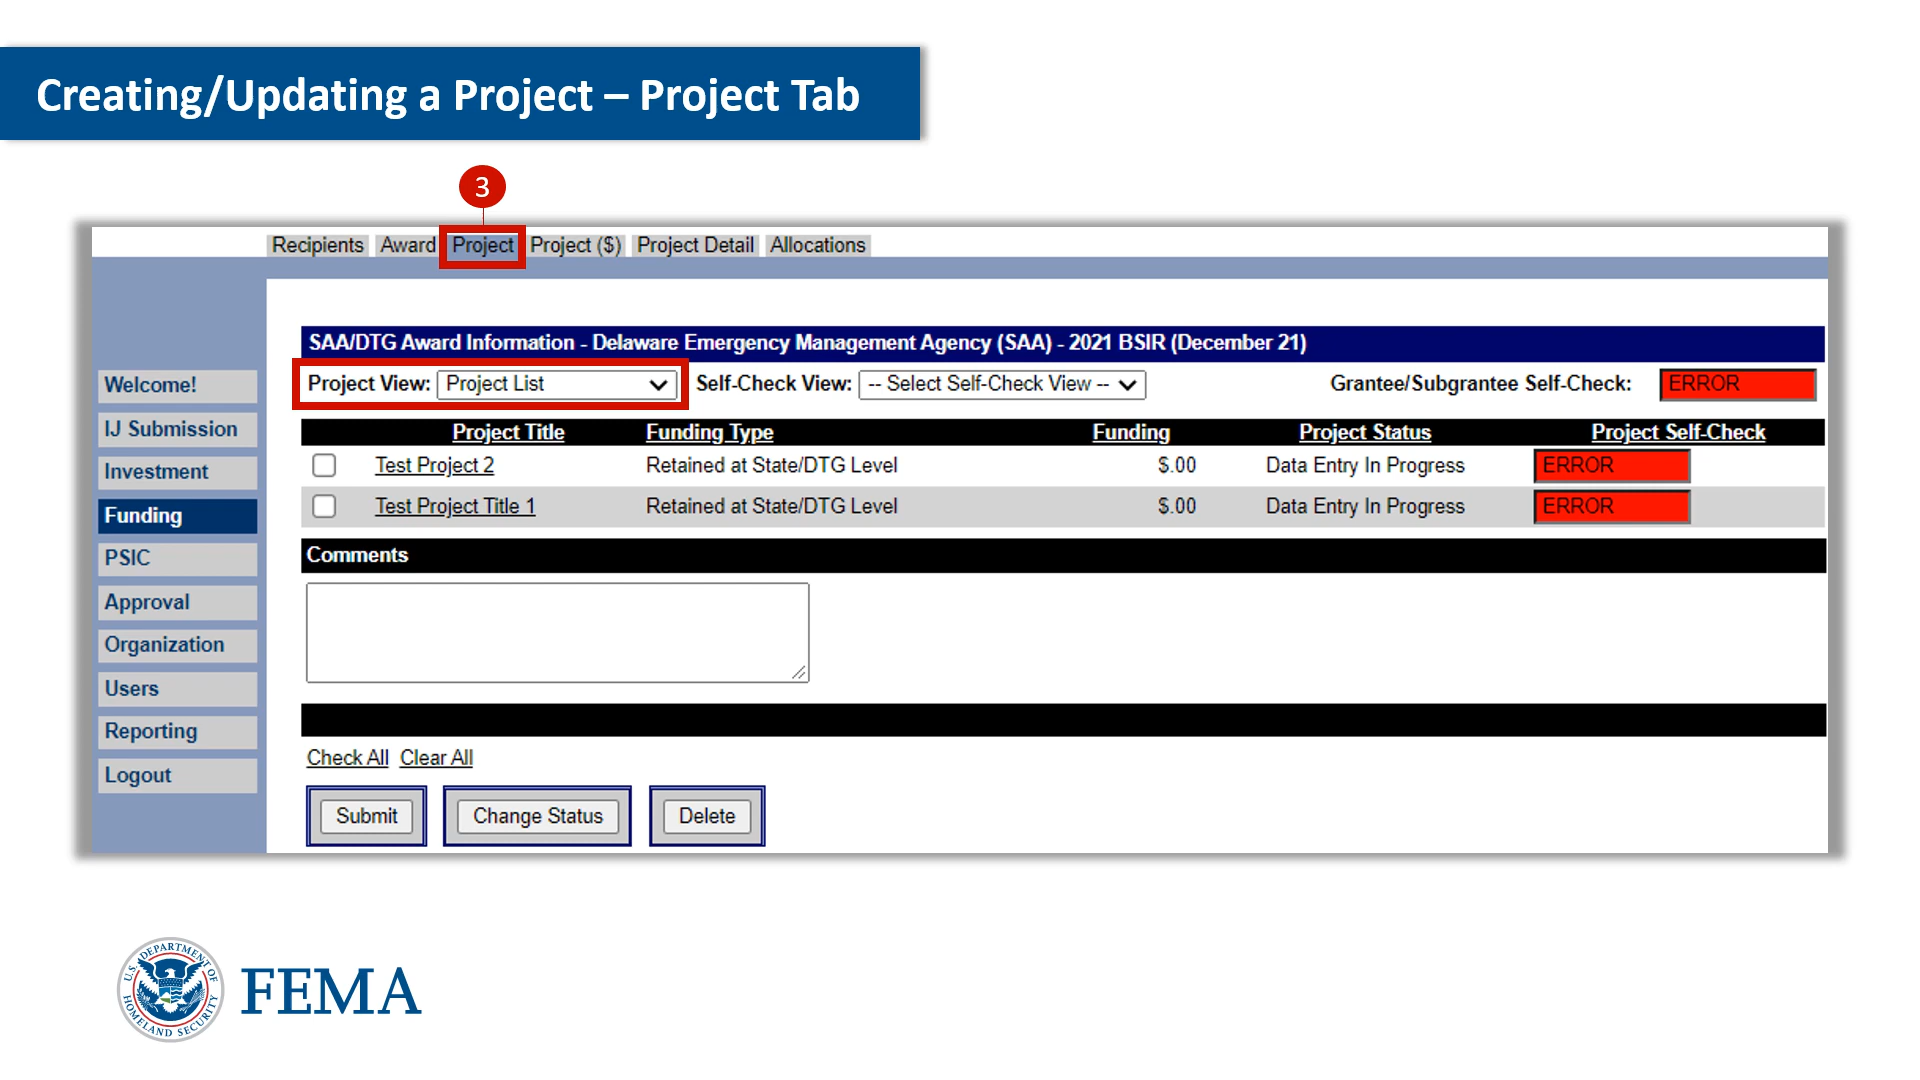 Creating/Updating a Project – Project Tab
3
Recipients Award Project Project ($) Project Detail Allocations
SAA/DTG Award Information - Delaware Emergency Management Agency (SAA) - 2021 BSIR (December 21)
Project View: Project List Self-Check View: -- Select Self-Check View -- Grantee/Subgrantee Self-Check: ERROR
Project Title Funding Type Funding Project Status Project Self-Check
Test Project 2 Retained at State/DTG Level $.00 Data Entry In Progress ERROR
Test Project Title 1 Retained at State/DTG Level $.00 Data Entry In Progress ERROR
Comments
Check All Clear All
Submit Change Status Delete
Welcome!
IJ Submission
Investment
Funding
PSIC
Approval
Organization
Users
Reporting
Logout
U.S. DEPARTMENT OF
HOMELAND SECURITY
FEMA